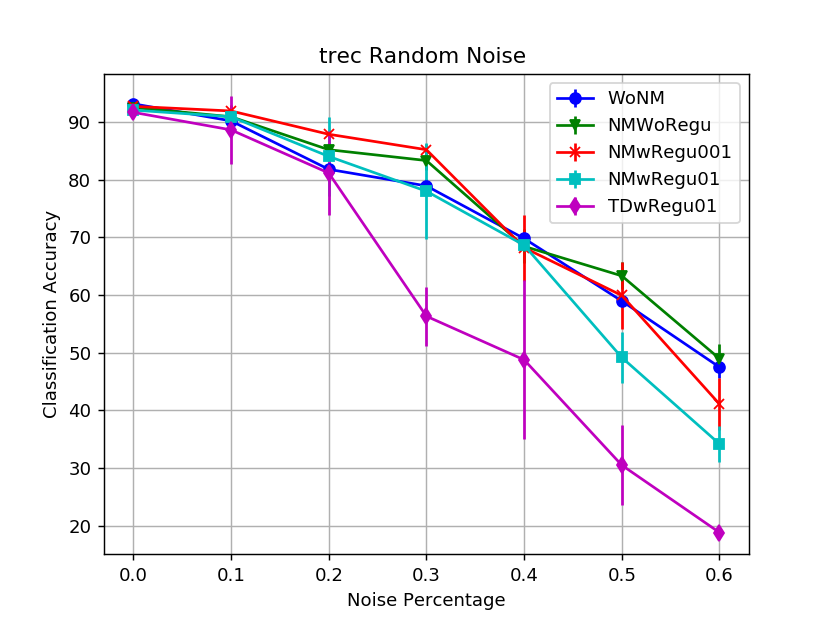 trec Random Noise
WoNM
NMWoRegu
NMwRegu001
NMwRegu01
TDwRegu01
Classification Accuracy
90
80
70
60
50
40
30
20
0.0 0.1 0.2 0.3 0.4 0.5 0.6
Noise Percentage